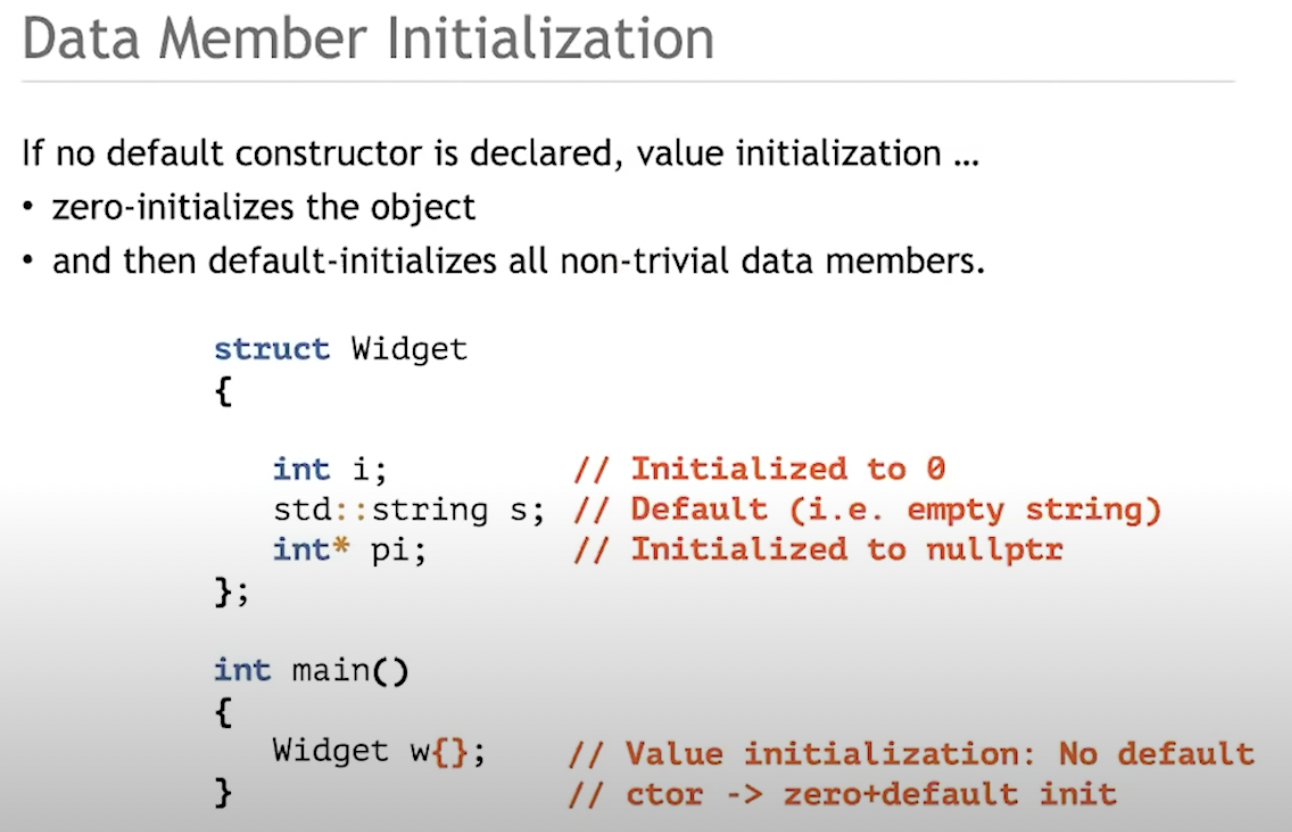 Data Member Initialization
If no default constructor is declared, value initialization ...
• zero-initializes the object
• and then default-initializes all non-trivial data members.
struct Widget
{
int i; // Initialized to 0
std::string s; // Default (i.e. empty string)
int* pi; // Initialized to nullptr
};
int main()
{
Widget w{}; // Value initialization: No default
} // ctor -> zero+default init